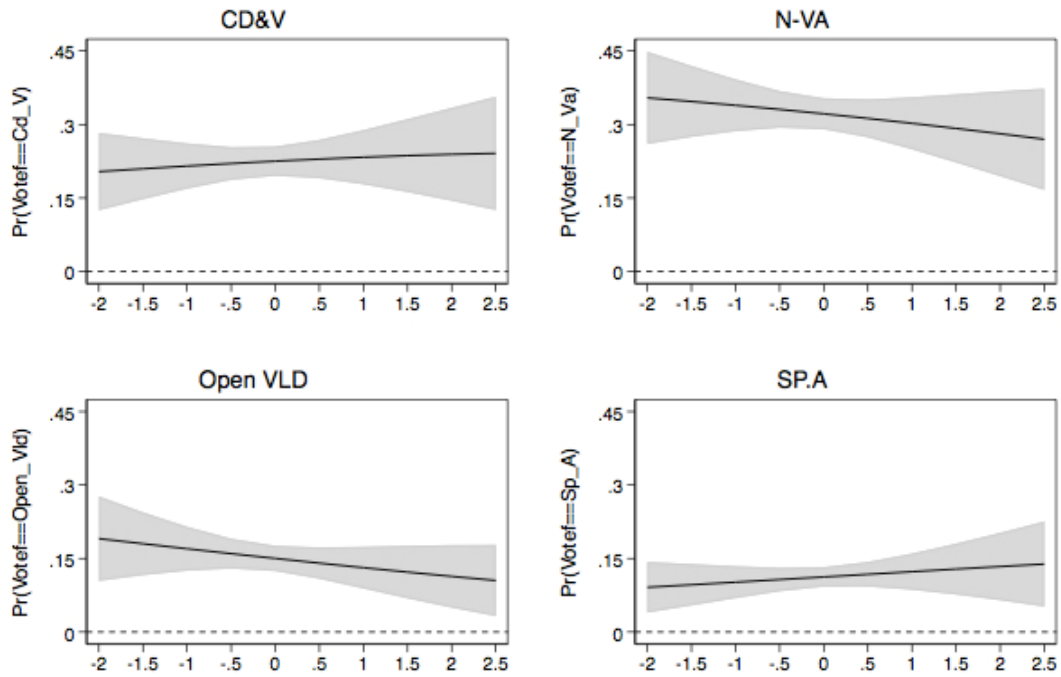 CD&V
Pr(Votef==Cd_V)
.45
.3
.15
0
-2 -1.5 -1 -.5 0 .5 1 1.5 2 2.5
N-VA
Pr(Votef==N_Va)
.45
.3
.15
0
-2 -1.5 -1 -.5 0 .5 1 1.5 2 2.5
Open VLD
Pr(Votef==Open_Vld)
.45
.3
.15
0
-2 -1.5 -1 -.5 0 .5 1 1.5 2 2.5
SP.A
Pr(Votef==Sp_A)
.45
.3
.15
0
-2 -1.5 -1 -.5 0 .5 1 1.5 2 2.5